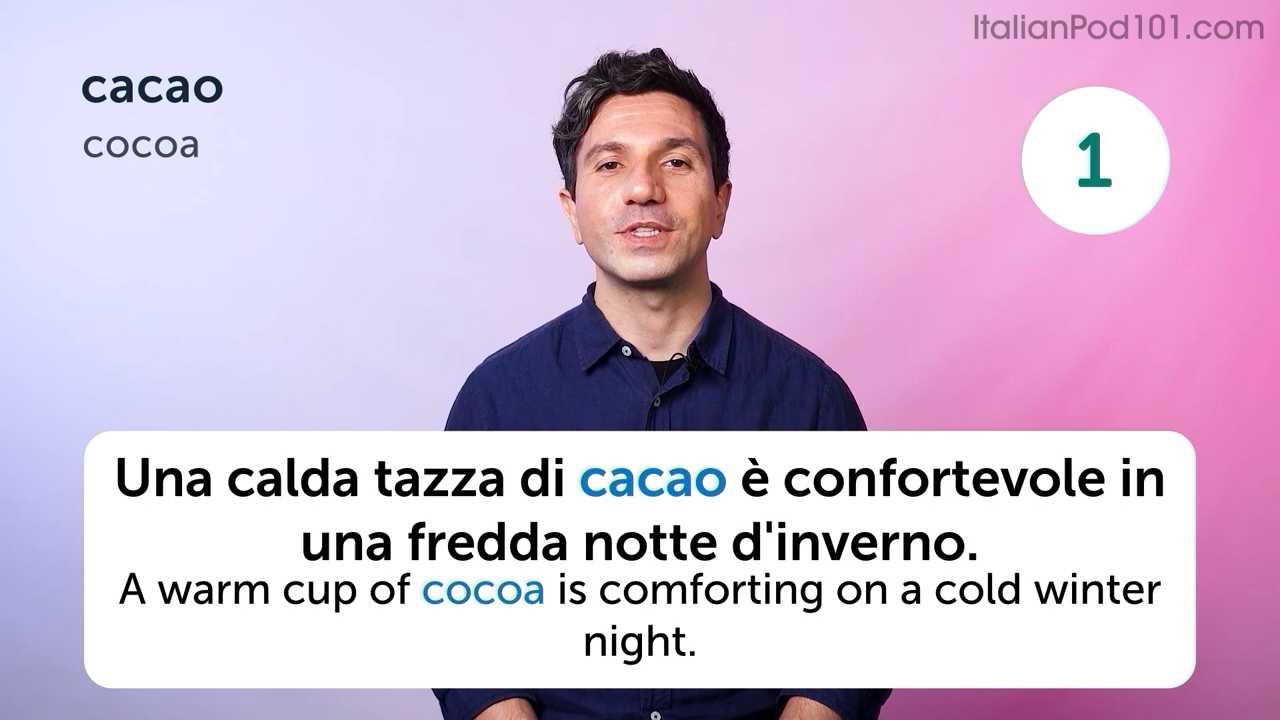 ItalianPod101.com
cacao
cocoa
1
Una calda tazza di cacao è confortevole in
una fredda notte d'inverno.
A warm cup of cocoa is comforting on a cold winter
night.